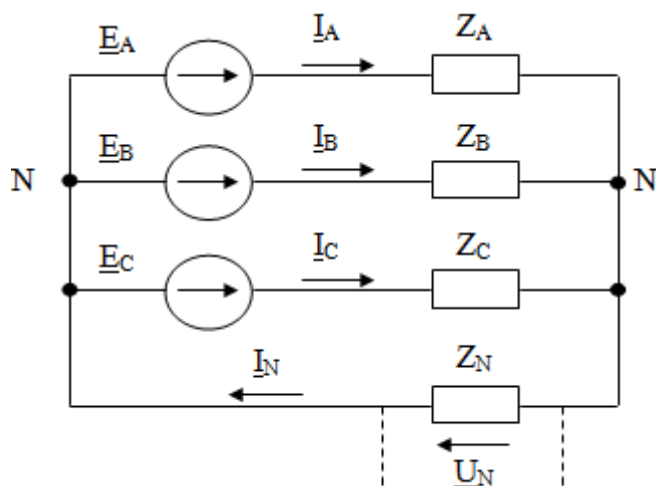 E_A I_A Z_A
E_B I_B Z_B
N N
E_C I_C Z_C
I_N Z_N
U_N